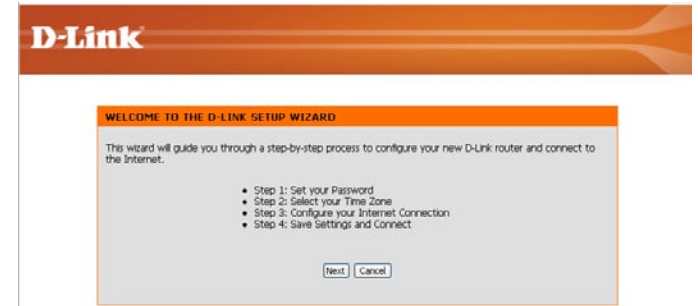 D-Link
WELCOME TO THE D-LINK SETUP WIZARD
This wizard will guide you through a step-by-step process to configure your new D-Link router and connect to
the Internet.
• Step 1: Set your Password
• Step 2: Select your Time Zone
• Step 3: Configure your Internet Connection
• Step 4: Save Settings and Connect
Next Cancel